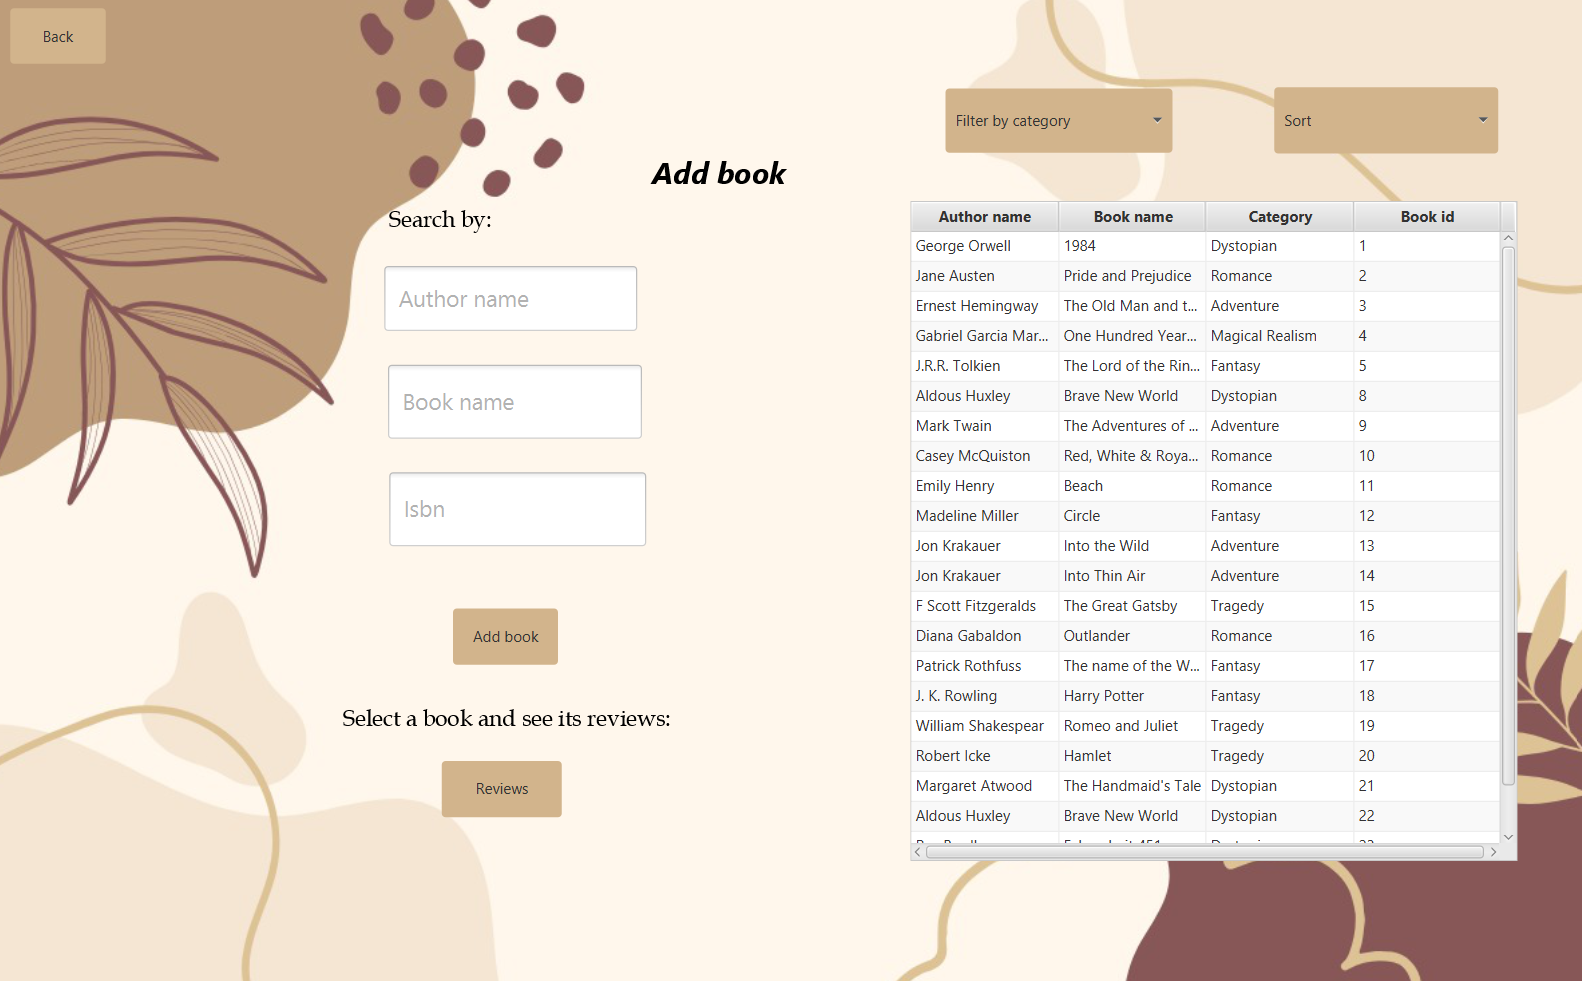 Back
Filter by category
Sort
Add book
Search by:
Author name
Book name
Isbn
Add book
Select a book and see its reviews:
Reviews
Author name Book name Category Book id
George Orwell 1984 Dystopian 1
Jane Austen Pride and Prejudice Romance 2
Ernest Hemingway The Old Man and t... Adventure 3
Gabriel Garcia Mar... One Hundred Year... Magical Realism 4
J.R.R. Tolkien The Lord of the Rin... Fantasy 5
Aldous Huxley Brave New World Dystopian 8
Mark Twain The Adventures of ... Adventure 9
Casey McQuiston Red, White & Roya... Romance 10
Emily Henry Beach Romance 11
Madeline Miller Circle Fantasy 12
Jon Krakauer Into the Wild Adventure 13
Jon Krakauer Into Thin Air Adventure 14
F Scott Fitzgeralds The Great Gatsby Tragedy 15
Diana Gabaldon Outlander Romance 16
Patrick Rothfuss The name of the W... Fantasy 17
J. K. Rowling Harry Potter Fantasy 18
William Shakespear Romeo and Juliet Tragedy 19
Robert Icke Hamlet Tragedy 20
Margaret Atwood The Handmaid's Tale Dystopian 21
Aldous Huxley Brave New World Dystopian 22